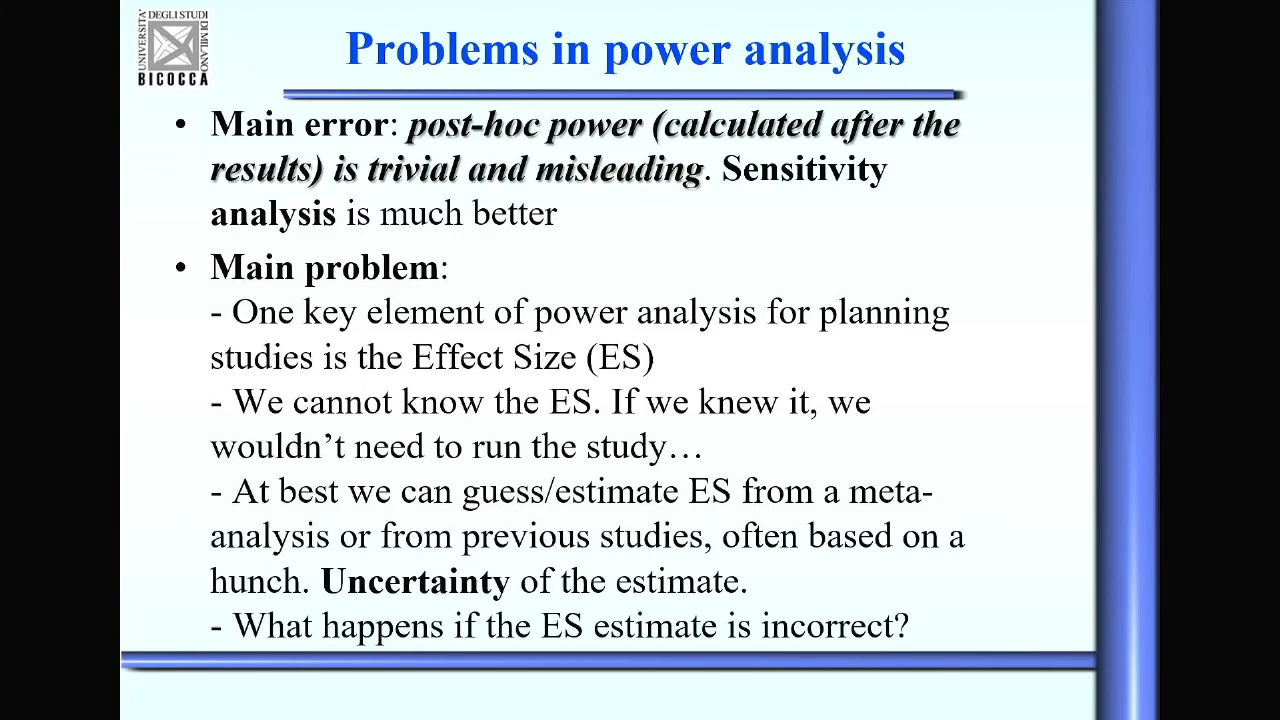 UNIVERSITA'
DEGLI STUDI
DI MILANO
BICOCCA
Problems in power analysis
• Main error: post-hoc power (calculated after the
results) is trivial and misleading. Sensitivity
analysis is much better
• Main problem:
- One key element of power analysis for planning
studies is the Effect Size (ES)
- We cannot know the ES. If we knew it, we
wouldn’t need to run the study…
- At best we can guess/estimate ES from a meta-
analysis or from previous studies, often based on a
hunch. Uncertainty of the estimate.
- What happens if the ES estimate is incorrect?